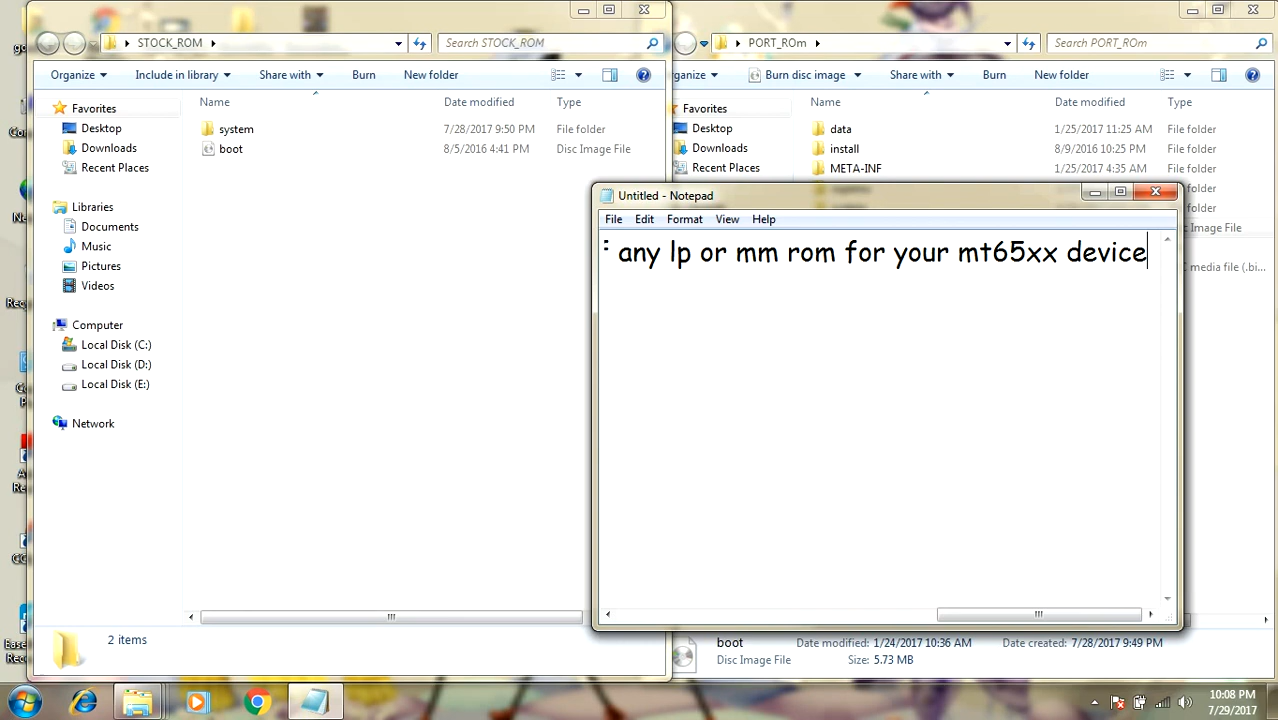 STOCK_ROM
Search STOCK_ROM
PORT_ROm
Search PORT_ROm
Organize
Include in library
Share with
Burn
New folder
Burn disc image
Share with
Burn
New folder
Favorites
Desktop
Downloads
Recent Places
Libraries
Documents
Music
Pictures
Videos
Computer
Local Disk (C:)
Local Disk (D:)
Local Disk (E:)
Network
Name Date modified Type
system 7/28/2017 9:50 PM File folder
boot 8/5/2016 4:41 PM Disc Image File
2 items
Favorites
Desktop
Downloads
Recent Places
Name Date modified Type
data 1/25/2017 11:25 AM File folder
install 8/9/2016 10:25 PM File folder
META-INF 1/25/2017 4:35 AM File folder
File folder
File folder
Disc Image File
Untitled - Notepad
File Edit Format View Help
any lp or mm rom for your mt65xx device
boot Date modified: 1/24/2017 10:36 AM Date created: 7/28/2017 9:49 PM
Disc Image File Size: 5.73 MB
10:08 PM
7/29/2017